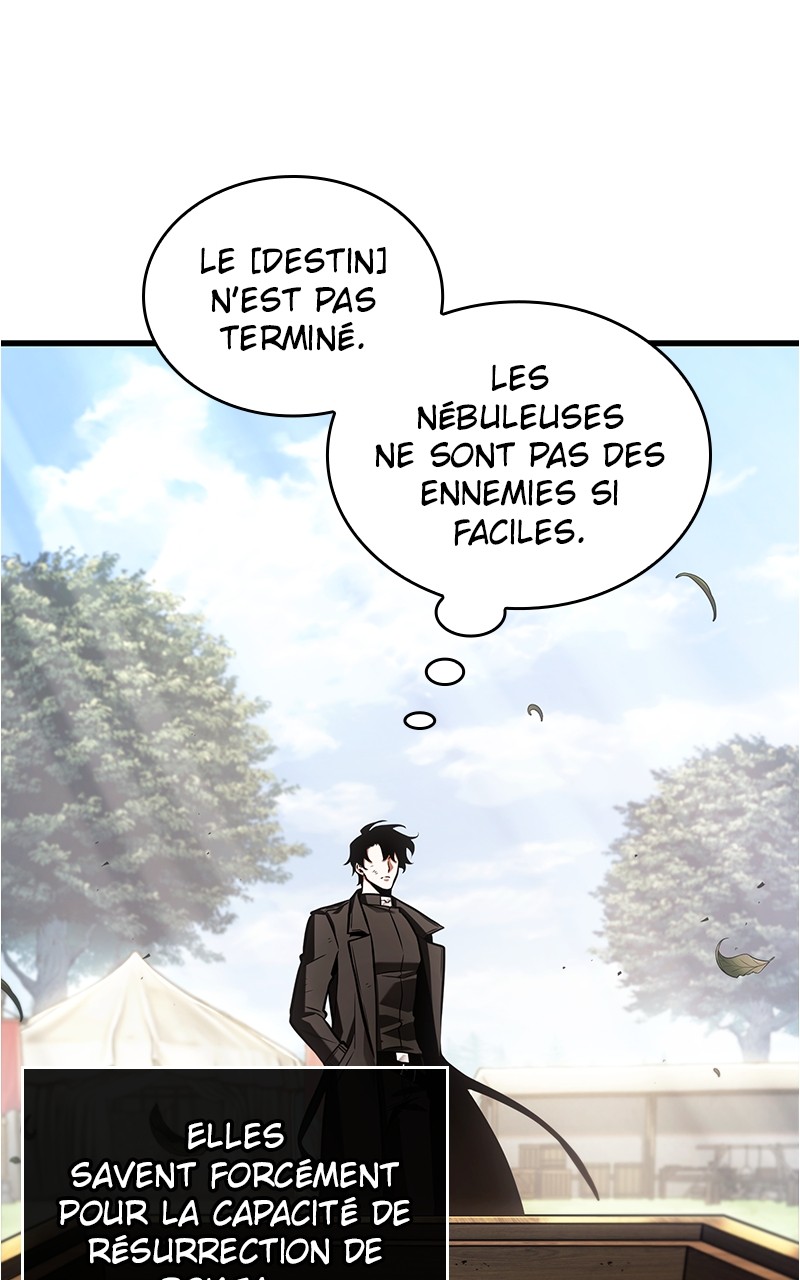 LE [DESTIN]
N'EST PAS
TERMINÉ.
LES
NÉBULEUSES
NE SONT PAS DES
ENNEMIES SI
FACILES.
ELLES
SAVENT FORCÉMENT
POUR LA CAPACITÉ DE
RÉSURRECTION DE